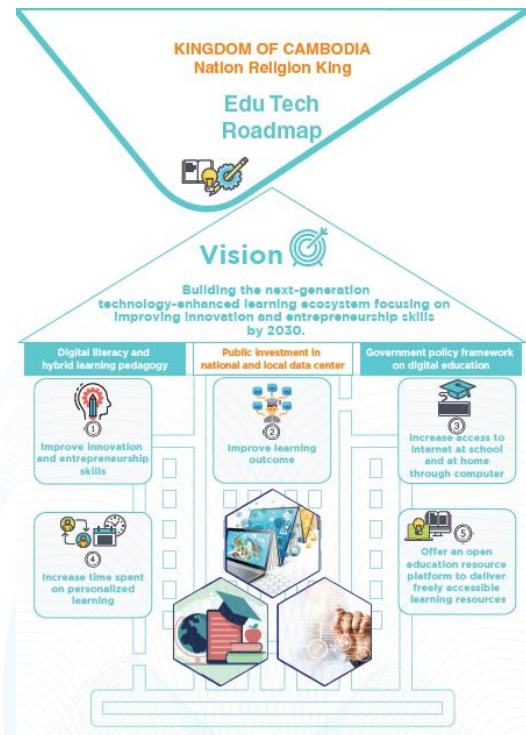 KINGDOM OF CAMBODIA
Nation Religion King
Edu Tech
Roadmap
Vision
Building the next-generation
technology-enhanced learning ecosystem focusing on
improving innovation and entrepreneurship skills
by 2030.
Digital literacy and
hybrid learning pedagogy
Public investment in
national and local data center
Government policy framework
on digital education
1
Improve innovation
and entrepreneurship
skills
2
Improve learning
outcome
3
Increase access to
internet at school
and at home
through computer
4
Increase time spent
on personalized
learning
5
Offer an open
education resource
platform to deliver
freely accessible
learning resources